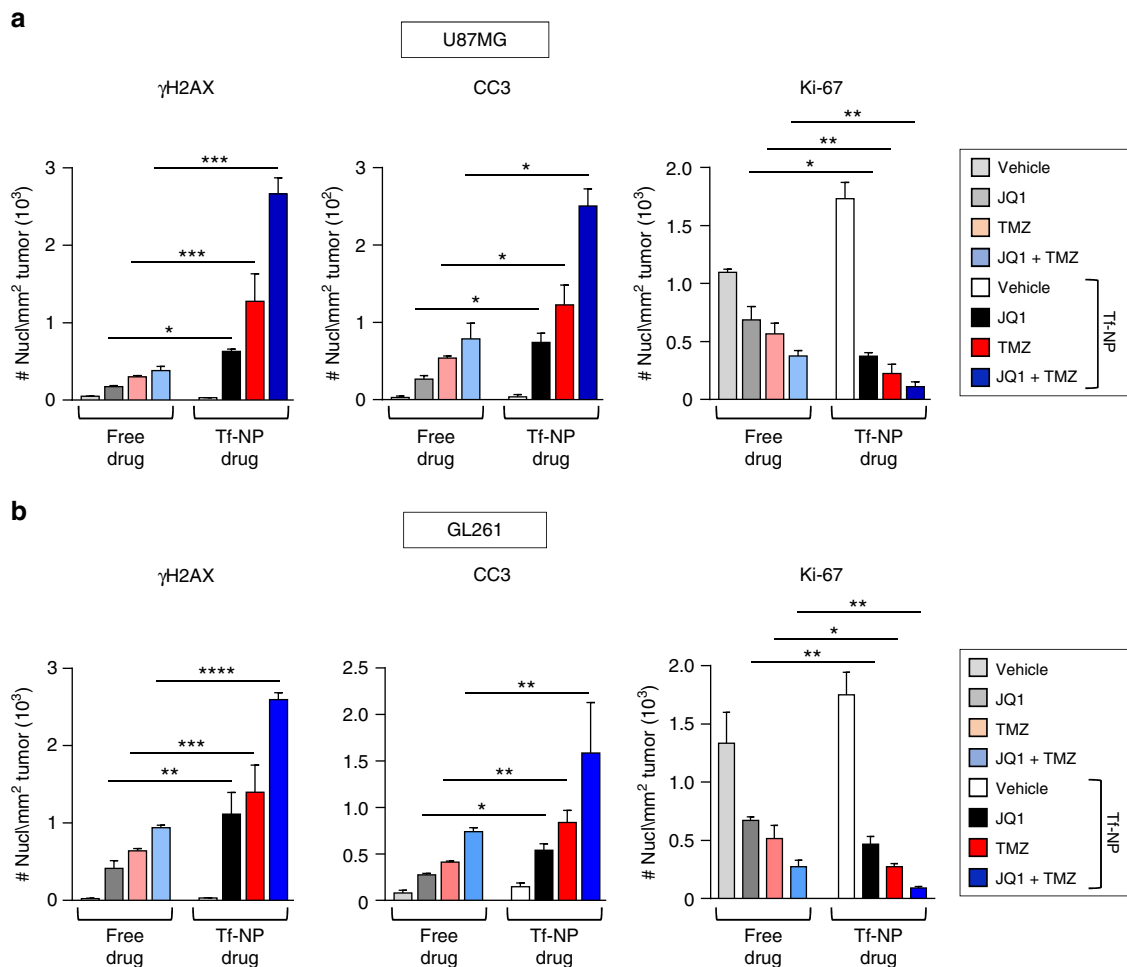 a
U87MG
γH2AX
CC3
Ki-67
***
***
*
# Nucl\mm² tumor (10³)
3
2
1
0
Free drug
Tf-NP drug
*
*
*
# Nucl\mm² tumor (10²)
3
2
1
0
Free drug
Tf-NP drug
**
**
*
# Nucl\mm² tumor (10³)
2.0
1.5
1.0
0.5
0
Free drug
Tf-NP drug
Vehicle
JQ1
TMZ
JQ1 + TMZ
Vehicle
JQ1
TMZ
JQ1 + TMZ
Tf-NP
b
GL261
γH2AX
CC3
Ki-67
****
***
**
# Nucl\mm² tumor (10³)
3
2
1
0
Free drug
Tf-NP drug
**
**
*
# Nucl\mm² tumor (10³)
2.5
2.0
1.5
1.0
0.5
0
Free drug
Tf-NP drug
**
*
**
# Nucl\mm² tumor (10³)
2.0
1.5
1.0
0.5
0
Free drug
Tf-NP drug
Vehicle
JQ1
TMZ
JQ1 + TMZ
Vehicle
JQ1
TMZ
JQ1 + TMZ
Tf-NP